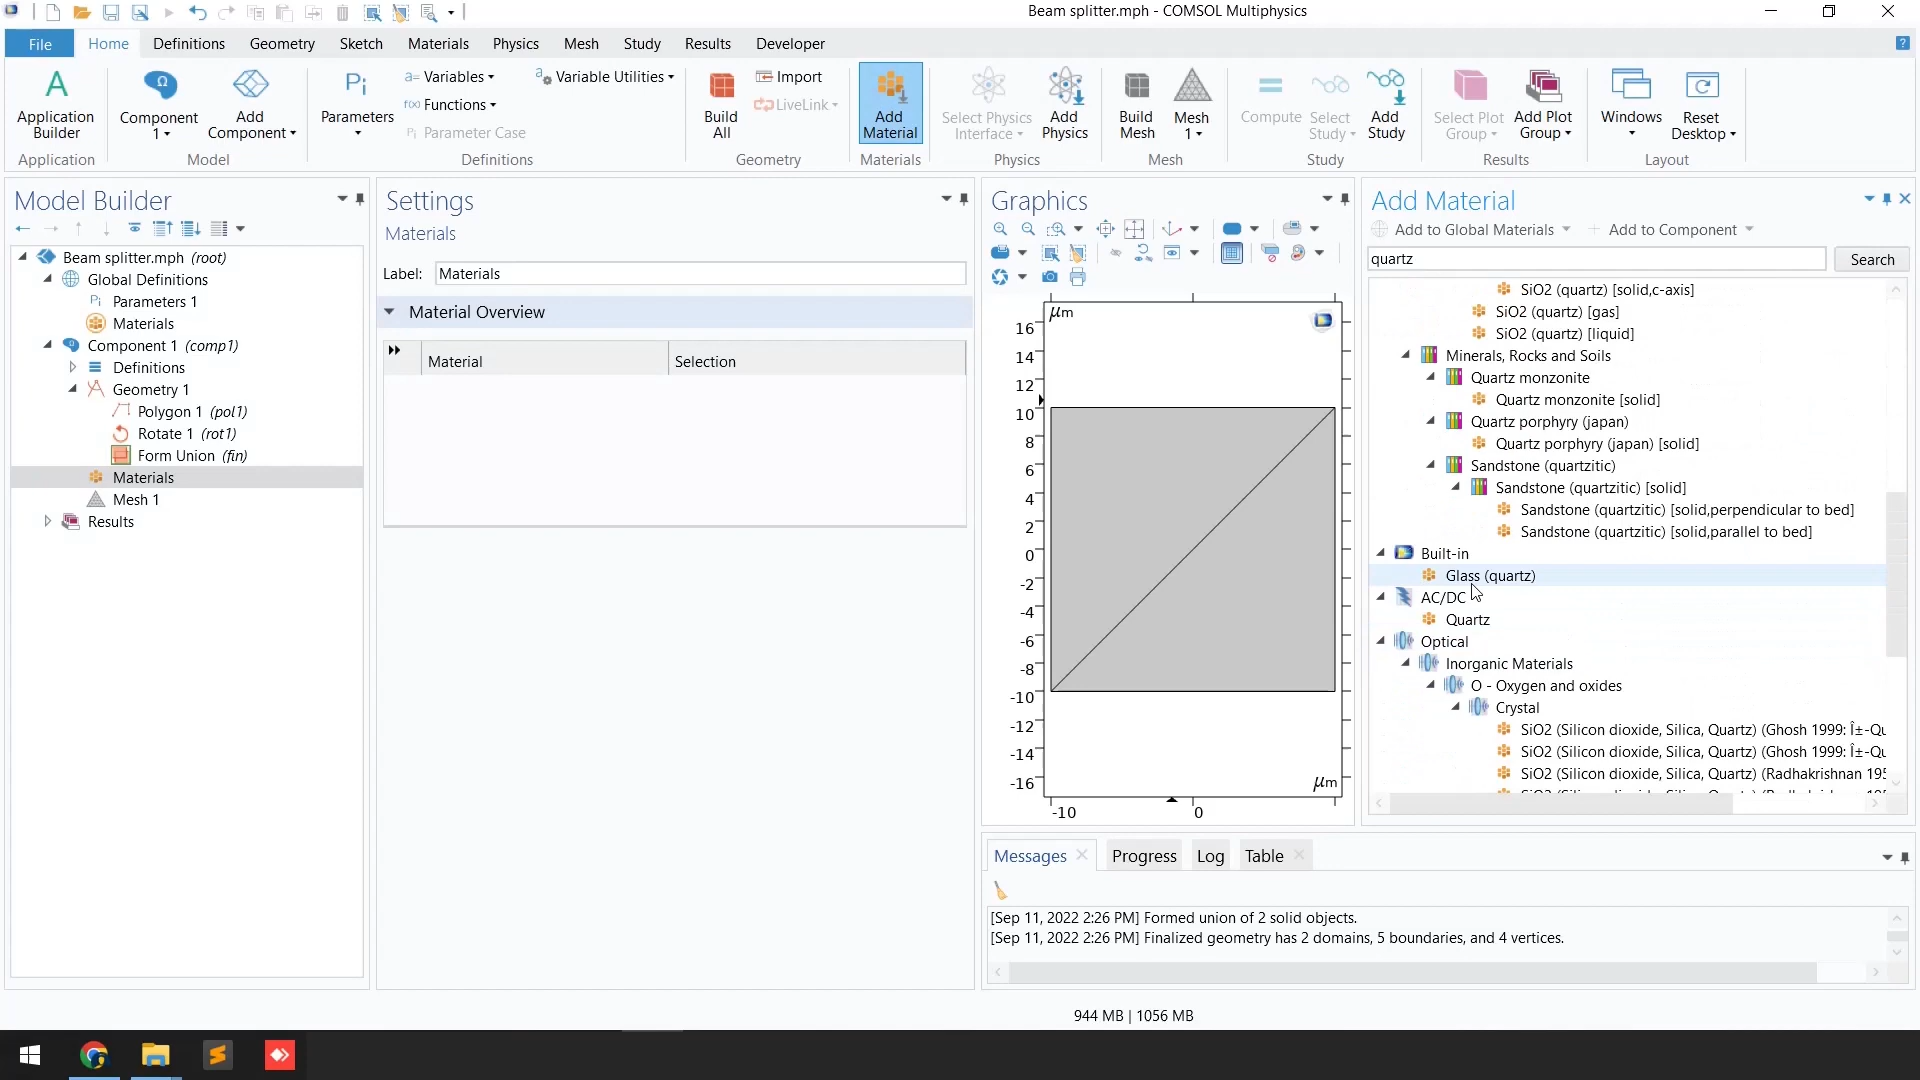 Beam splitter.mph - COMSOL Multiphysics
File
Home
Definitions
Geometry
Sketch
Materials
Physics
Mesh
Study
Results
Developer
Application
Builder
Application
Component
1
Add
Component
Model
Pi
Parameters
a= Variables
f(x) Functions
Pi Parameter Case
Variable Utilities
Definitions
Build
All
Import
LiveLink
Geometry
Add
Material
Materials
Select Physics
Interface
Add
Physics
Physics
Build
Mesh
Mesh
1
Mesh
Compute
Select
Study
Add
Study
Study
Select Plot
Group
Add Plot
Group
Results
Windows
Reset
Desktop
Layout
Model Builder
Beam splitter.mph (root)
Global Definitions
Pi Parameters 1
Materials
Component 1 (comp1)
Definitions
Geometry 1
Polygon 1 (pol1)
Rotate 1 (rot1)
Form Union (fin)
Materials
Mesh 1
Results
Settings
Materials
Label: Materials
Material Overview
Material Selection
Graphics
μm
16
14
12
10
8
6
4
2
0
-2
-4
-6
-8
-10
-12
-14
-16
μm
-10 0
Add Material
Add to Global Materials
Add to Component
quartz
Search
SiO2 (quartz) [solid,c-axis]
SiO2 (quartz) [gas]
SiO2 (quartz) [liquid]
Minerals, Rocks and Soils
Quartz monzonite
Quartz monzonite [solid]
Quartz porphyry (japan)
Quartz porphyry (japan) [solid]
Sandstone (quartzitic)
Sandstone (quartzitic) [solid]
Sandstone (quartzitic) [solid,perpendicular to bed]
Sandstone (quartzitic) [solid,parallel to bed]
Built-in
Glass (quartz)
AC/DC
Quartz
Optical
Inorganic Materials
O - Oxygen and oxides
Crystal
SiO2 (Silicon dioxide, Silica, Quartz) (Ghosh 1999: Î±-Qu
SiO2 (Silicon dioxide, Silica, Quartz) (Ghosh 1999: Î±-Qu
SiO2 (Silicon dioxide, Silica, Quartz) (Radhakrishnan 195
Messages
Progress
Log
Table
[Sep 11, 2022 2:26 PM] Formed union of 2 solid objects.
[Sep 11, 2022 2:26 PM] Finalized geometry has 2 domains, 5 boundaries, and 4 vertices.
944 MB | 1056 MB